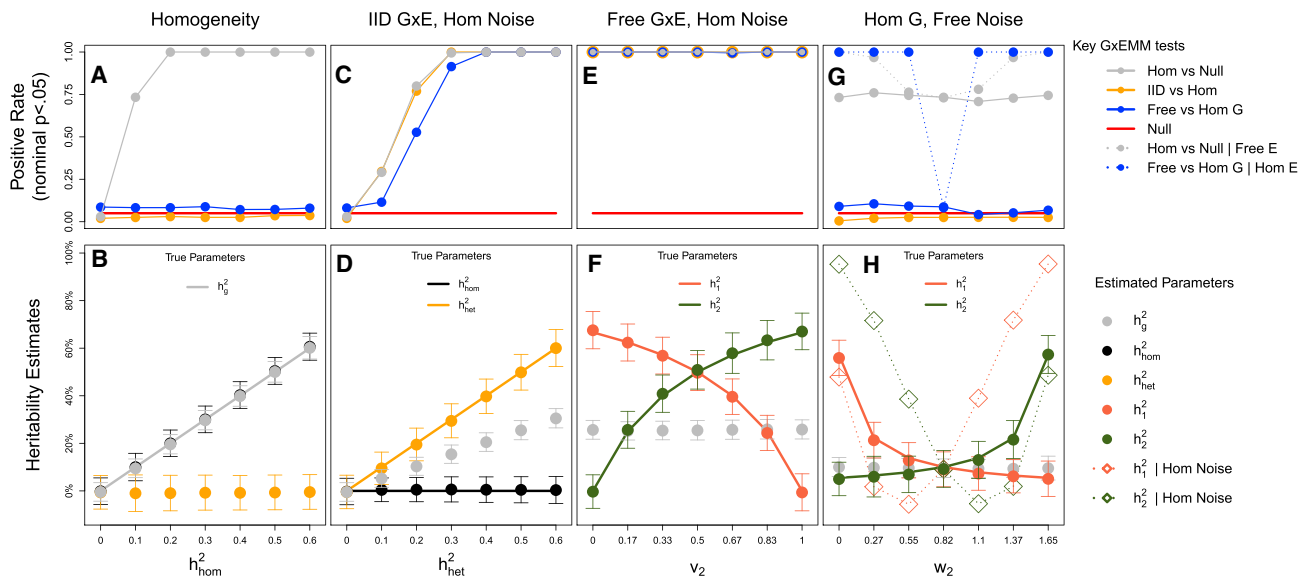 Homogeneity
IID GxE, Hom Noise
Free GxE, Hom Noise
Hom G, Free Noise
Positive Rate
(nominal p<.05)
1.00
0.75
0.50
0.25
0.00
A
C
E
G
Key GxEMM tests
Hom vs Null
IID vs Hom
Free vs Hom G
Null
Hom vs Null | Free E
Free vs Hom G | Hom E
Heritability Estimates
100%
80%
60%
40%
20%
0%
B
True Parameters
h²g
D
True Parameters
h²hom
h²het
F
True Parameters
h²1
h²2
H
True Parameters
h²1
h²2
Estimated Parameters
h²g
h²hom
h²het
h²1
h²2
h²1 | Hom Noise
h²2 | Hom Noise
0 0.1 0.2 0.3 0.4 0.5 0.6
h²hom
0 0.1 0.2 0.3 0.4 0.5 0.6
h²het
0 0.17 0.33 0.5 0.67 0.83 1
v2
0 0.27 0.55 0.82 1.1 1.37 1.65
w2